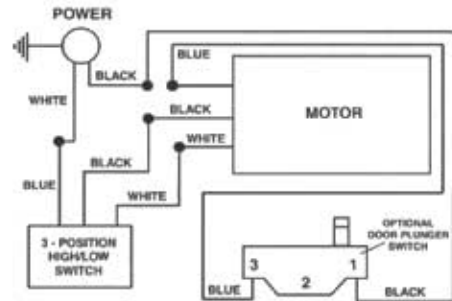 POWER
BLUE
BLACK
WHITE
BLACK
MOTOR
WHITE
BLACK
BLUE
WHITE
3 - POSITION
HIGH/LOW
SWITCH
OPTIONAL
DOOR PLUNGER
SWITCH
3
1
2
BLUE
BLACK